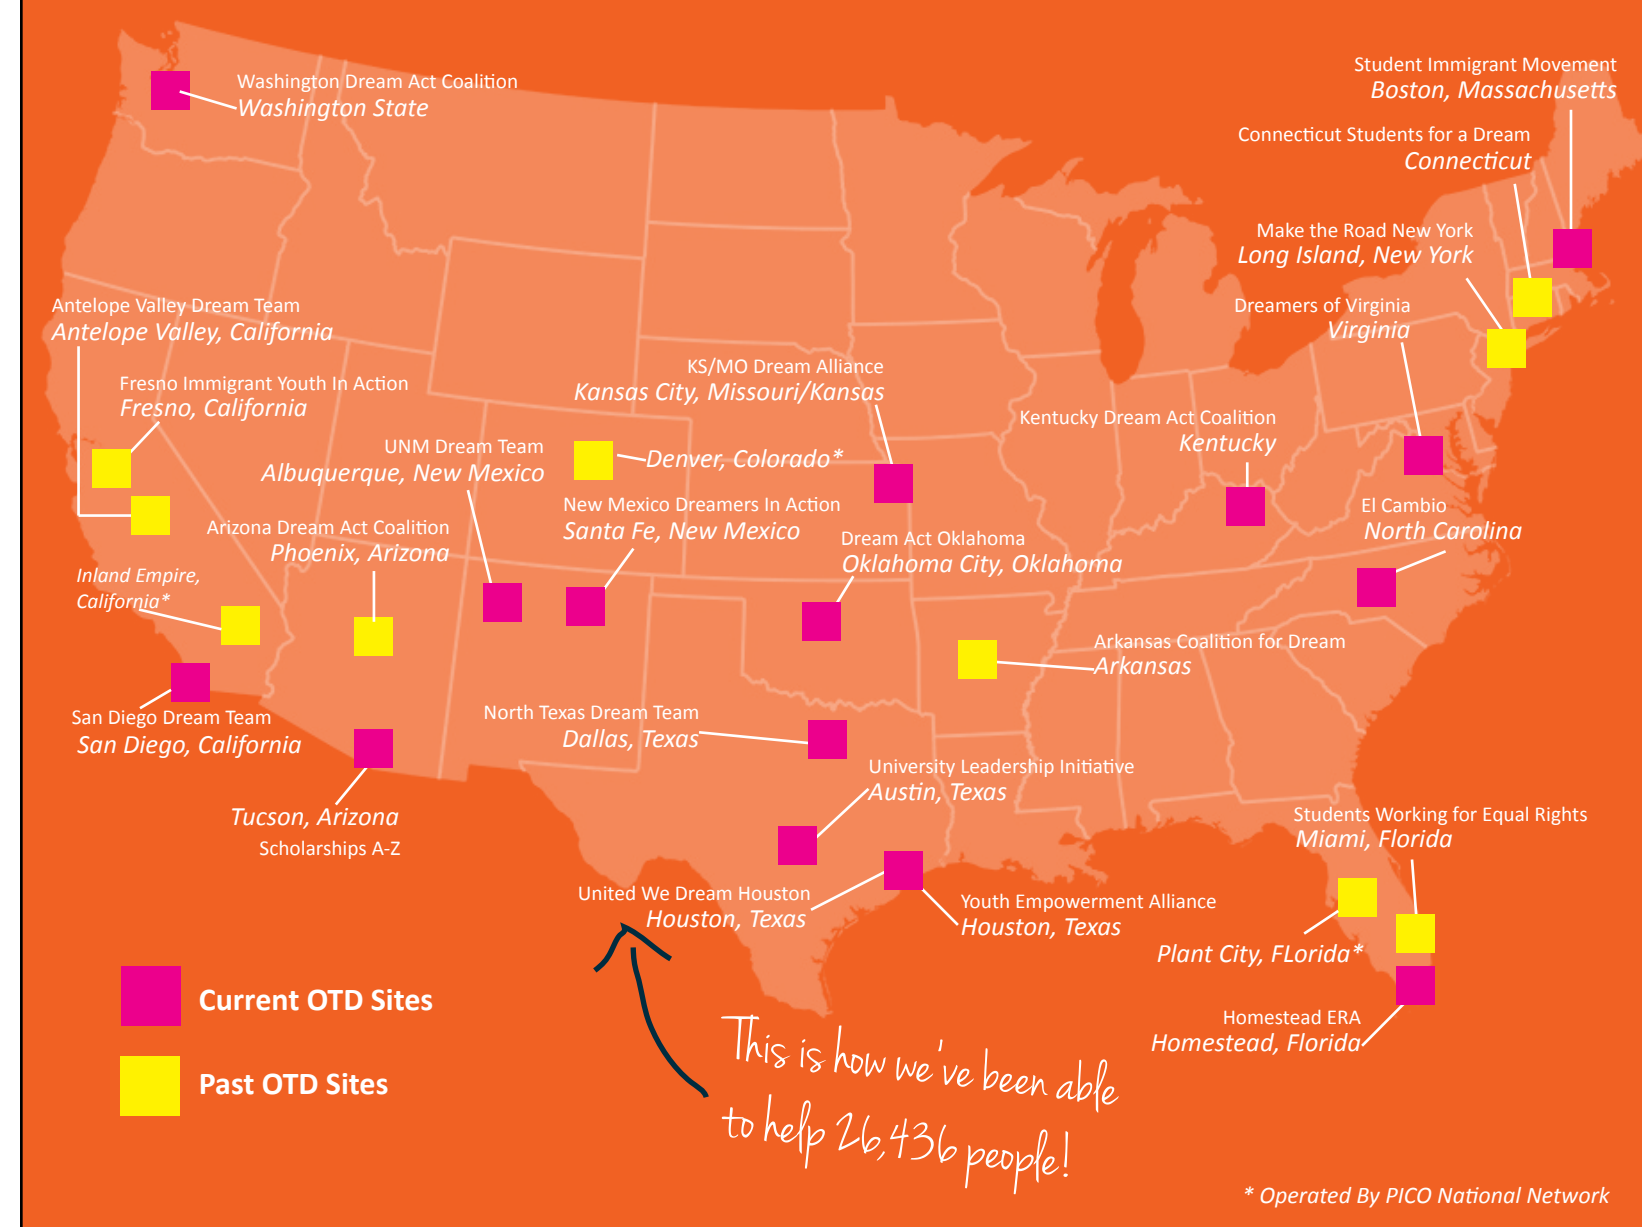 Washington Dream Act Coalition
Washington State
Student Immigrant Movement
Boston, Massachusetts
Connecticut Students for a Dream
Connecticut
Make the Road New York
Long Island, New York
Dreamers of Virginia
Virginia
Antelope Valley Dream Team
Antelope Valley, California
Fresno Immigrant Youth In Action
Fresno, California
KS/MO Dream Alliance
Kansas City, Missouri/Kansas
Kentucky Dream Act Coalition
Kentucky
UNM Dream Team
Albuquerque, New Mexico
Denver, Colorado*
New Mexico Dreamers In Action
Santa Fe, New Mexico
El Cambio
North Carolina
Arizona Dream Act Coalition
Phoenix, Arizona
Dream Act Oklahoma
Oklahoma City, Oklahoma
Inland Empire,
California*
Arkansas Coalition for Dream
Arkansas
San Diego Dream Team
San Diego, California
North Texas Dream Team
Dallas, Texas
University Leadership Initiative
Austin, Texas
Tucson, Arizona
Scholarships A-Z
Students Working for Equal Rights
Miami, Florida
United We Dream Houston
Houston, Texas
Youth Empowerment Alliance
Houston, Texas
Plant City, FLorida*
Homestead ERA
Homestead, Florida
Current OTD Sites
Past OTD Sites
This is how we've been able
to help 26,436 people!
* Operated By PICO National Network